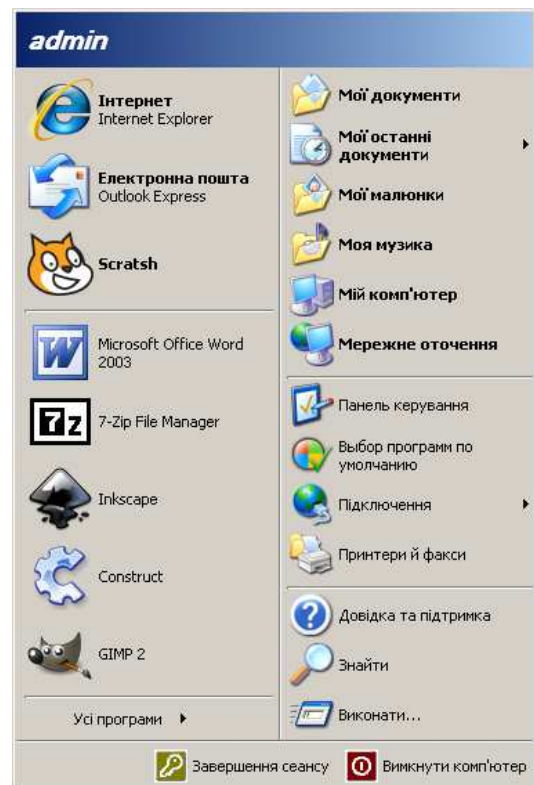 admin
Інтернет
Internet Explorer
Електронна пошта
Outlook Express
Scratsh
Microsoft Office Word
2003
7-Zip File Manager
Inkscape
Construct
GIMP 2
Усі програми
Мої документи
Мої останні
документи
Мої малюнки
Моя музика
Мій комп'ютер
Мережне оточення
Панель керування
Выбор программ по
умолчанию
Підключення
Принтери й факси
Довідка та підтримка
Знайти
Виконати...
Завершення сеансу
Вимкнути комп'ютер